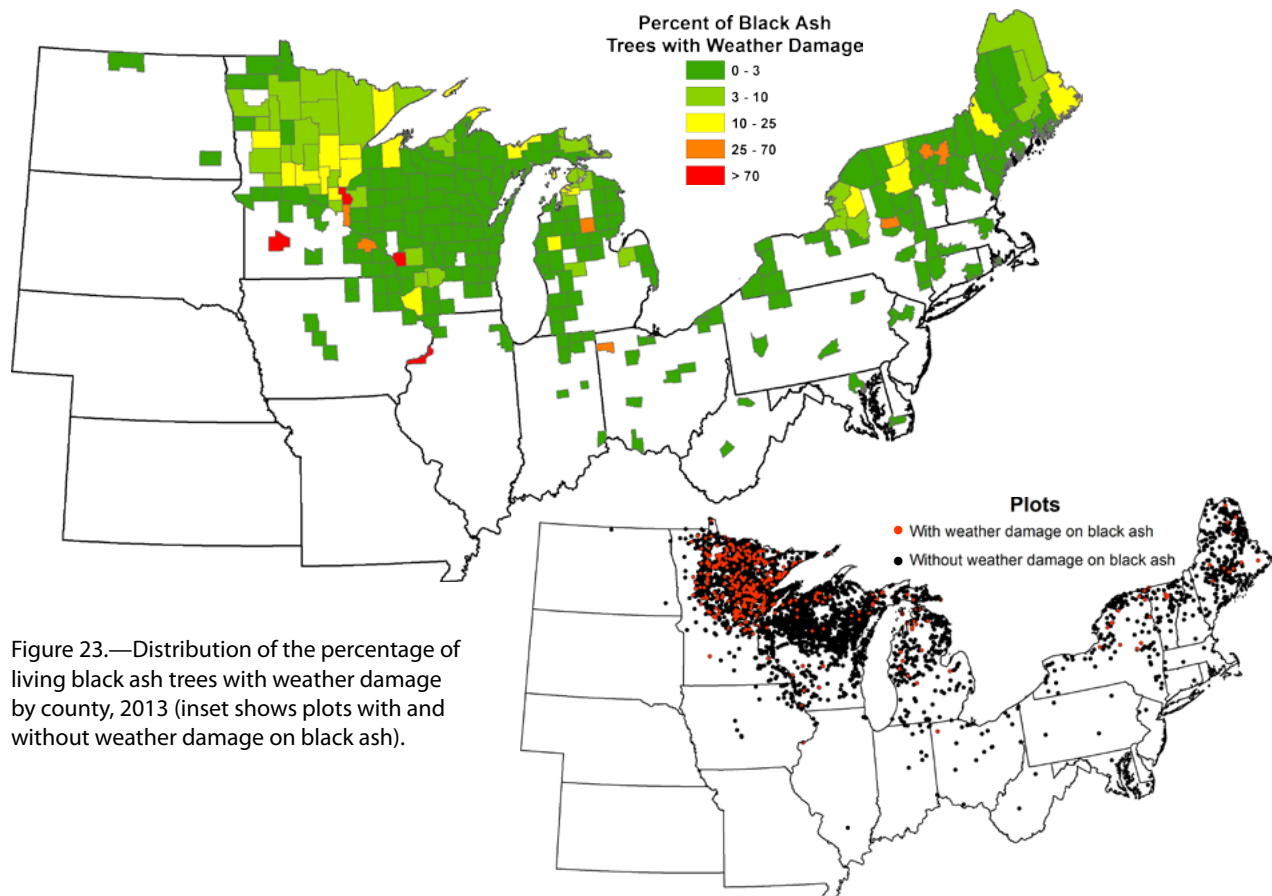 Percent of Black Ash
Trees with Weather Damage
0 - 3
3 - 10
10 - 25
25 - 70
> 70
Plots
With weather damage on black ash
Without weather damage on black ash
Figure 23.—Distribution of the percentage of
living black ash trees with weather damage
by county, 2013 (inset shows plots with and
without weather damage on black ash).